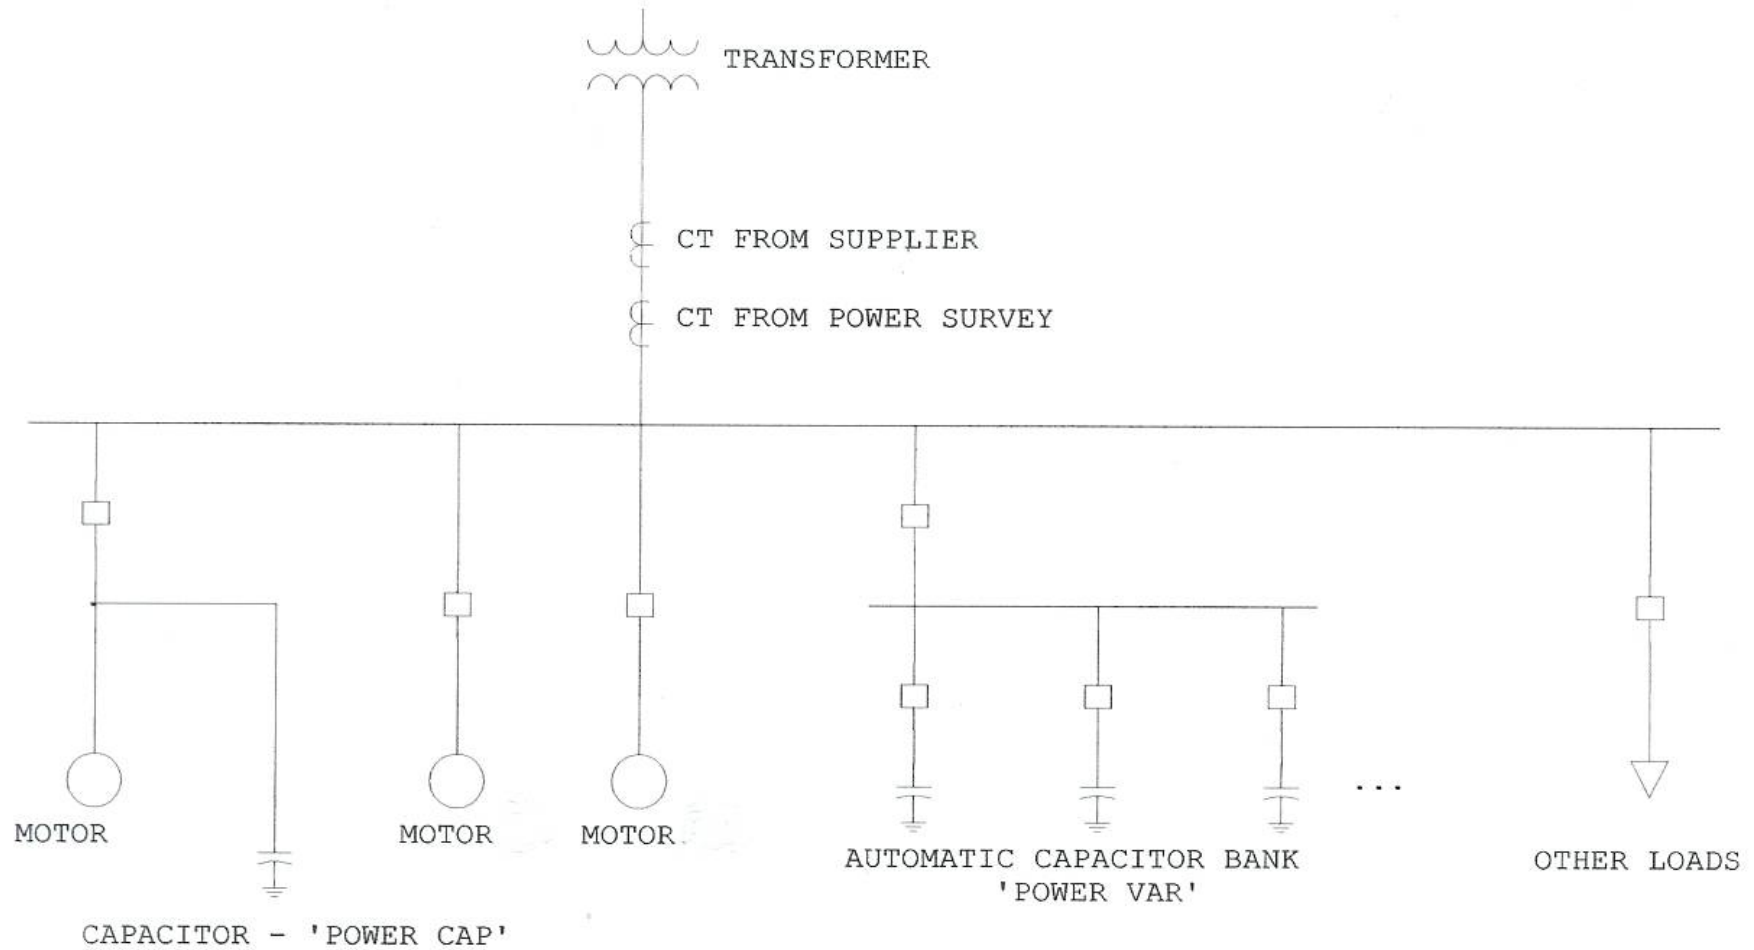 TRANSFORMER
CT FROM SUPPLIER
CT FROM POWER SURVEY
MOTOR
MOTOR
MOTOR
AUTOMATIC CAPACITOR BANK
'POWER VAR'
...
OTHER LOADS
CAPACITOR - 'POWER CAP'